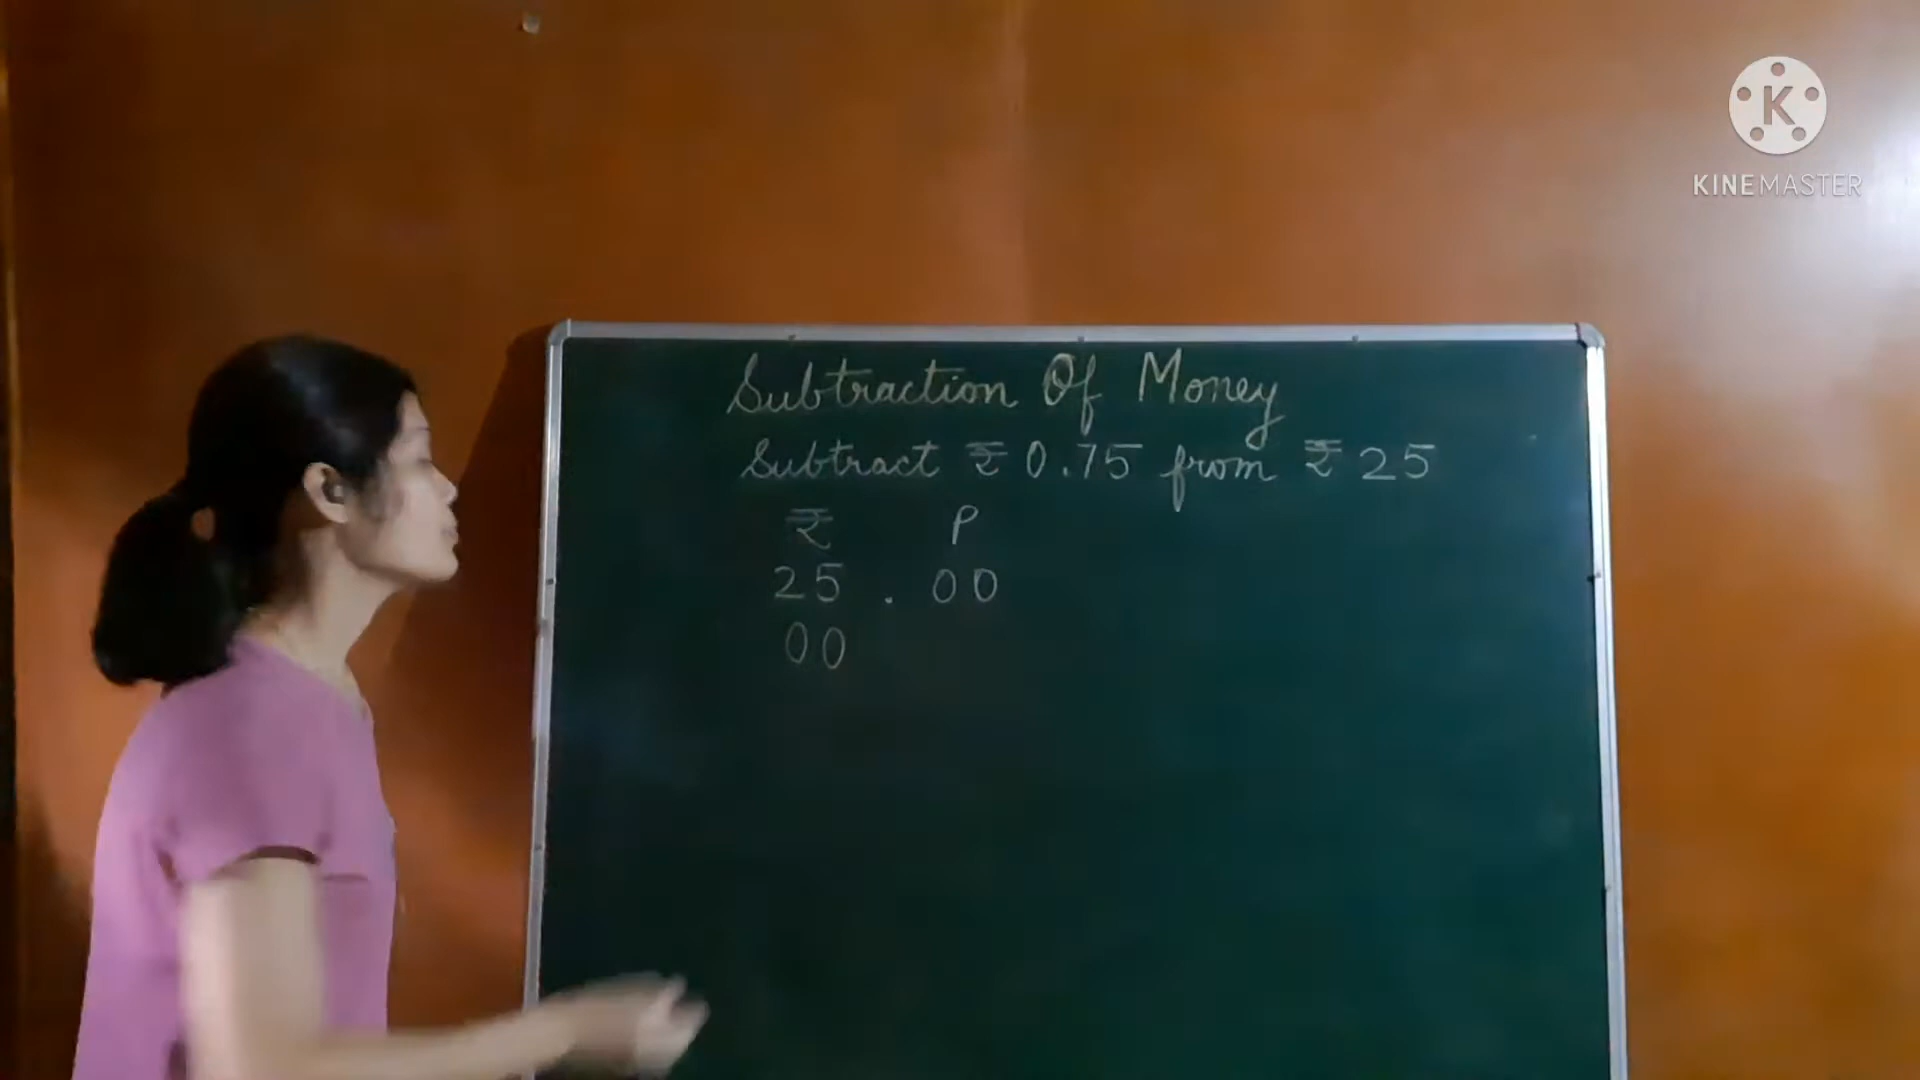 K
KINEMASTER
Subtraction Of Money
Subtract ₹ 0.75 from ₹ 25
₹ P
25 . 00
00